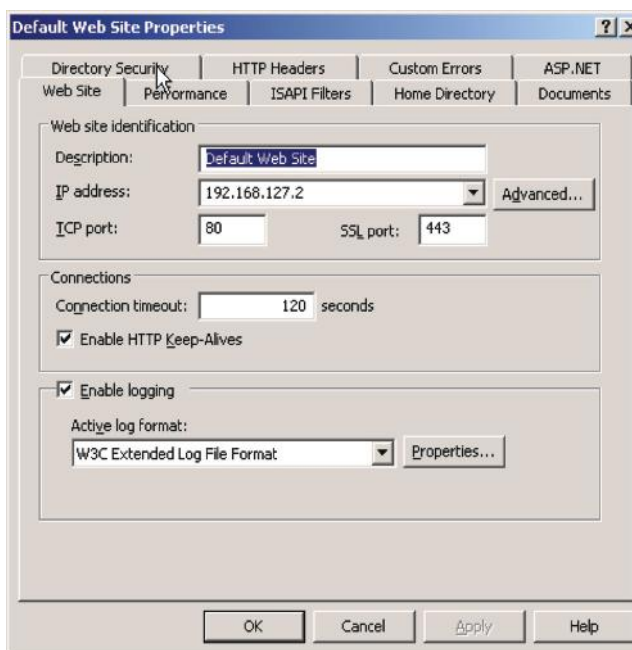 Default Web Site Properties ? X
Directory Security HTTP Headers Custom Errors ASP.NET
Web Site Performance ISAPI Filters Home Directory Documents
Web site identification
Description: Default Web Site
IP address: 192.168.127.2 Advanced...
TCP port: 80 SSL port: 443
Connections
Connection timeout: 120 seconds
Enable HTTP Keep-Alives
Enable logging
Active log format:
W3C Extended Log File Format Properties...
OK Cancel Apply Help